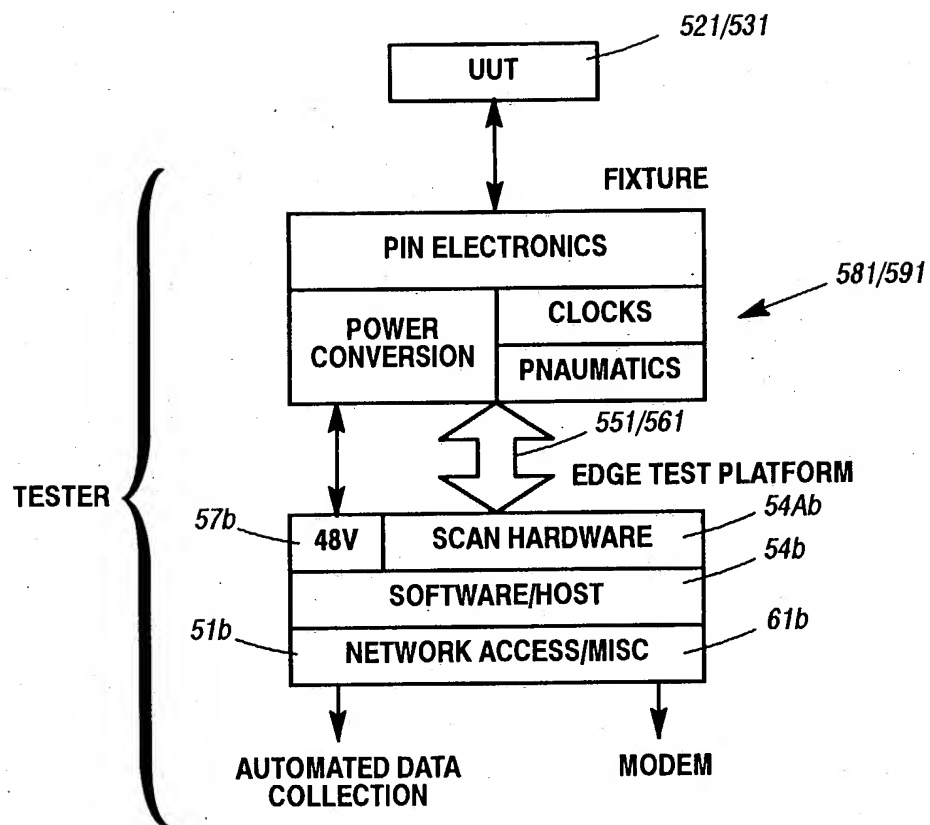 521/531
UUT
FIXTURE
PIN ELECTRONICS
581/591
POWER
CONVERSION
CLOCKS
PNAUMATICS
551/561
EDGE TEST PLATFORM
TESTER
57b
54Ab
48V
SCAN HARDWARE
54b
SOFTWARE/HOST
51b
61b
NETWORK ACCESS/MISC
AUTOMATED DATA
COLLECTION
MODEM